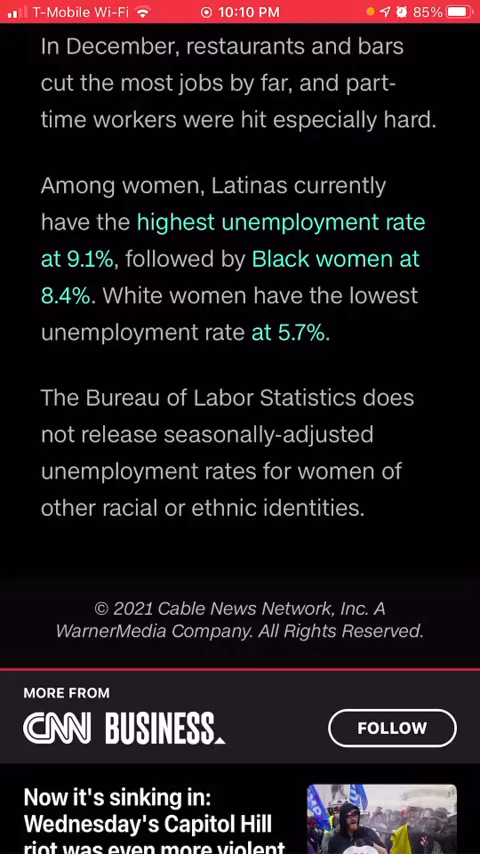 T-Mobile Wi-Fi 10:10 PM 85%
In December, restaurants and bars
cut the most jobs by far, and part-
time workers were hit especially hard.
Among women, Latinas currently
have the highest unemployment rate
at 9.1%, followed by Black women at
8.4%. White women have the lowest
unemployment rate at 5.7%.
The Bureau of Labor Statistics does
not release seasonally-adjusted
unemployment rates for women of
other racial or ethnic identities.
© 2021 Cable News Network, Inc. A
WarnerMedia Company. All Rights Reserved.
MORE FROM
CNN BUSINESS
FOLLOW
Now it's sinking in:
Wednesday's Capitol Hill
riot was even more violent